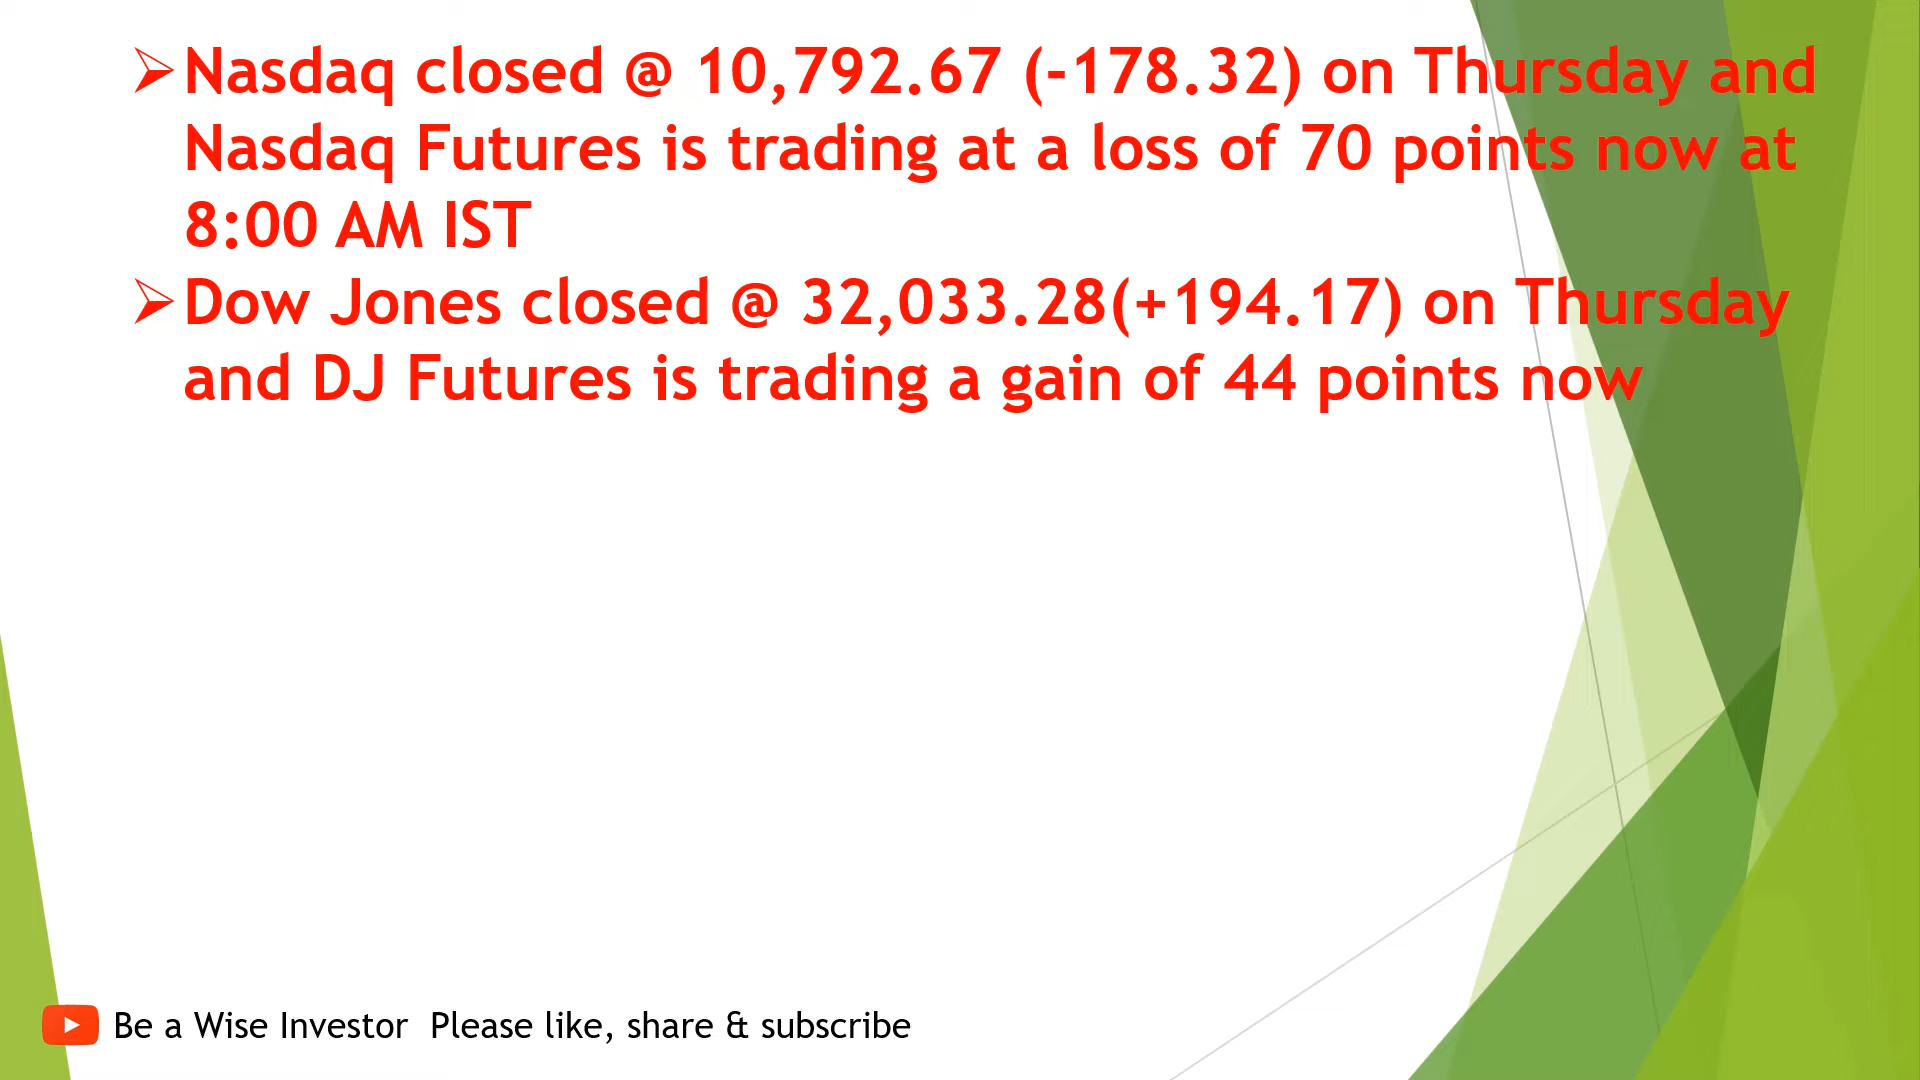 ➢Nasdaq closed @ 10,792.67 (-178.32) on Thursday and
Nasdaq Futures is trading at a loss of 70 points now at
8:00 AM IST
➢Dow Jones closed @ 32,033.28(+194.17) on Thursday
and DJ Futures is trading a gain of 44 points now
Be a Wise Investor  Please like, share & subscribe